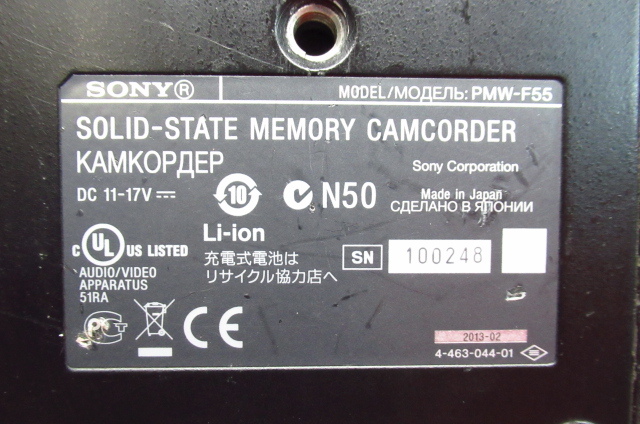 SONY®
MODEL/МОДЕЛЬ: PMW-F55
SOLID-STATE MEMORY CAMCORDER
КАМКОРДЕР
Sony Corporation
DC 11-17V
10
N50
Made in Japan
СДЕЛАНО В ЯПОНИИ
C UL US LISTED
AUDIO/VIDEO
APPARATUS
51RA
Li-ion
充電式電池は
リサイクル協力店へ
SN 100248
CE
2013-02
4-463-044-01